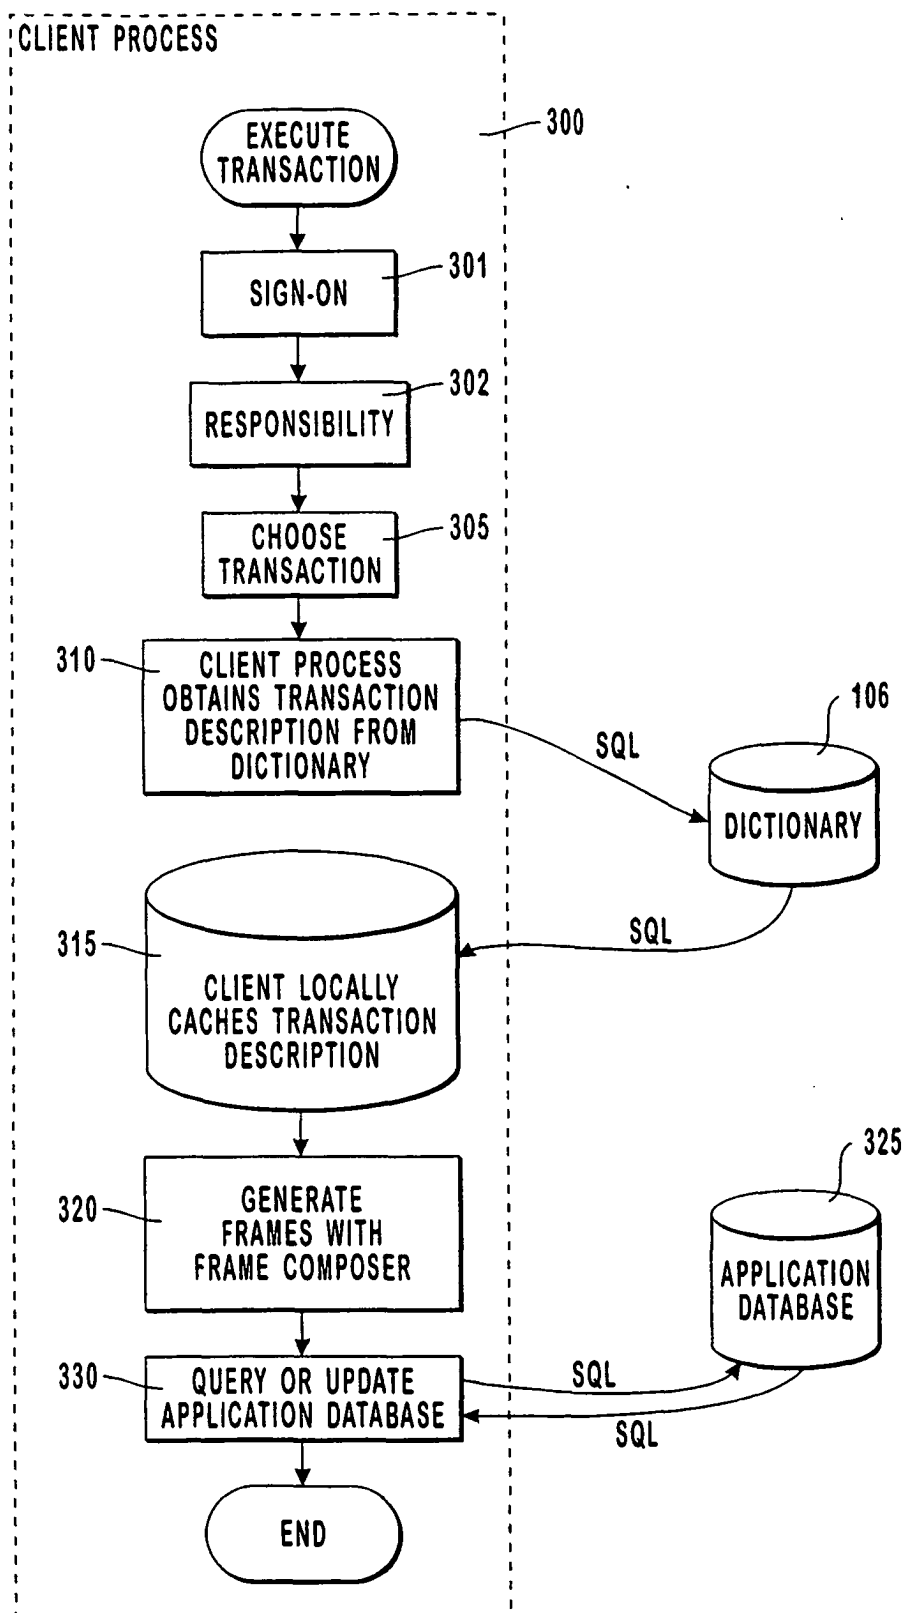 CLIENT PROCESS
300
EXECUTE
TRANSACTION
301
SIGN-ON
302
RESPONSIBILITY
305
CHOOSE
TRANSACTION
310
CLIENT PROCESS
OBTAINS TRANSACTION
DESCRIPTION FROM
DICTIONARY
SQL
106
DICTIONARY
SQL
315
CLIENT LOCALLY
CACHES TRANSACTION
DESCRIPTION
320
GENERATE
FRAMES WITH
FRAME COMPOSER
325
APPLICATION
DATABASE
330
QUERY OR UPDATE
APPLICATION DATABASE
SQL
SQL
END